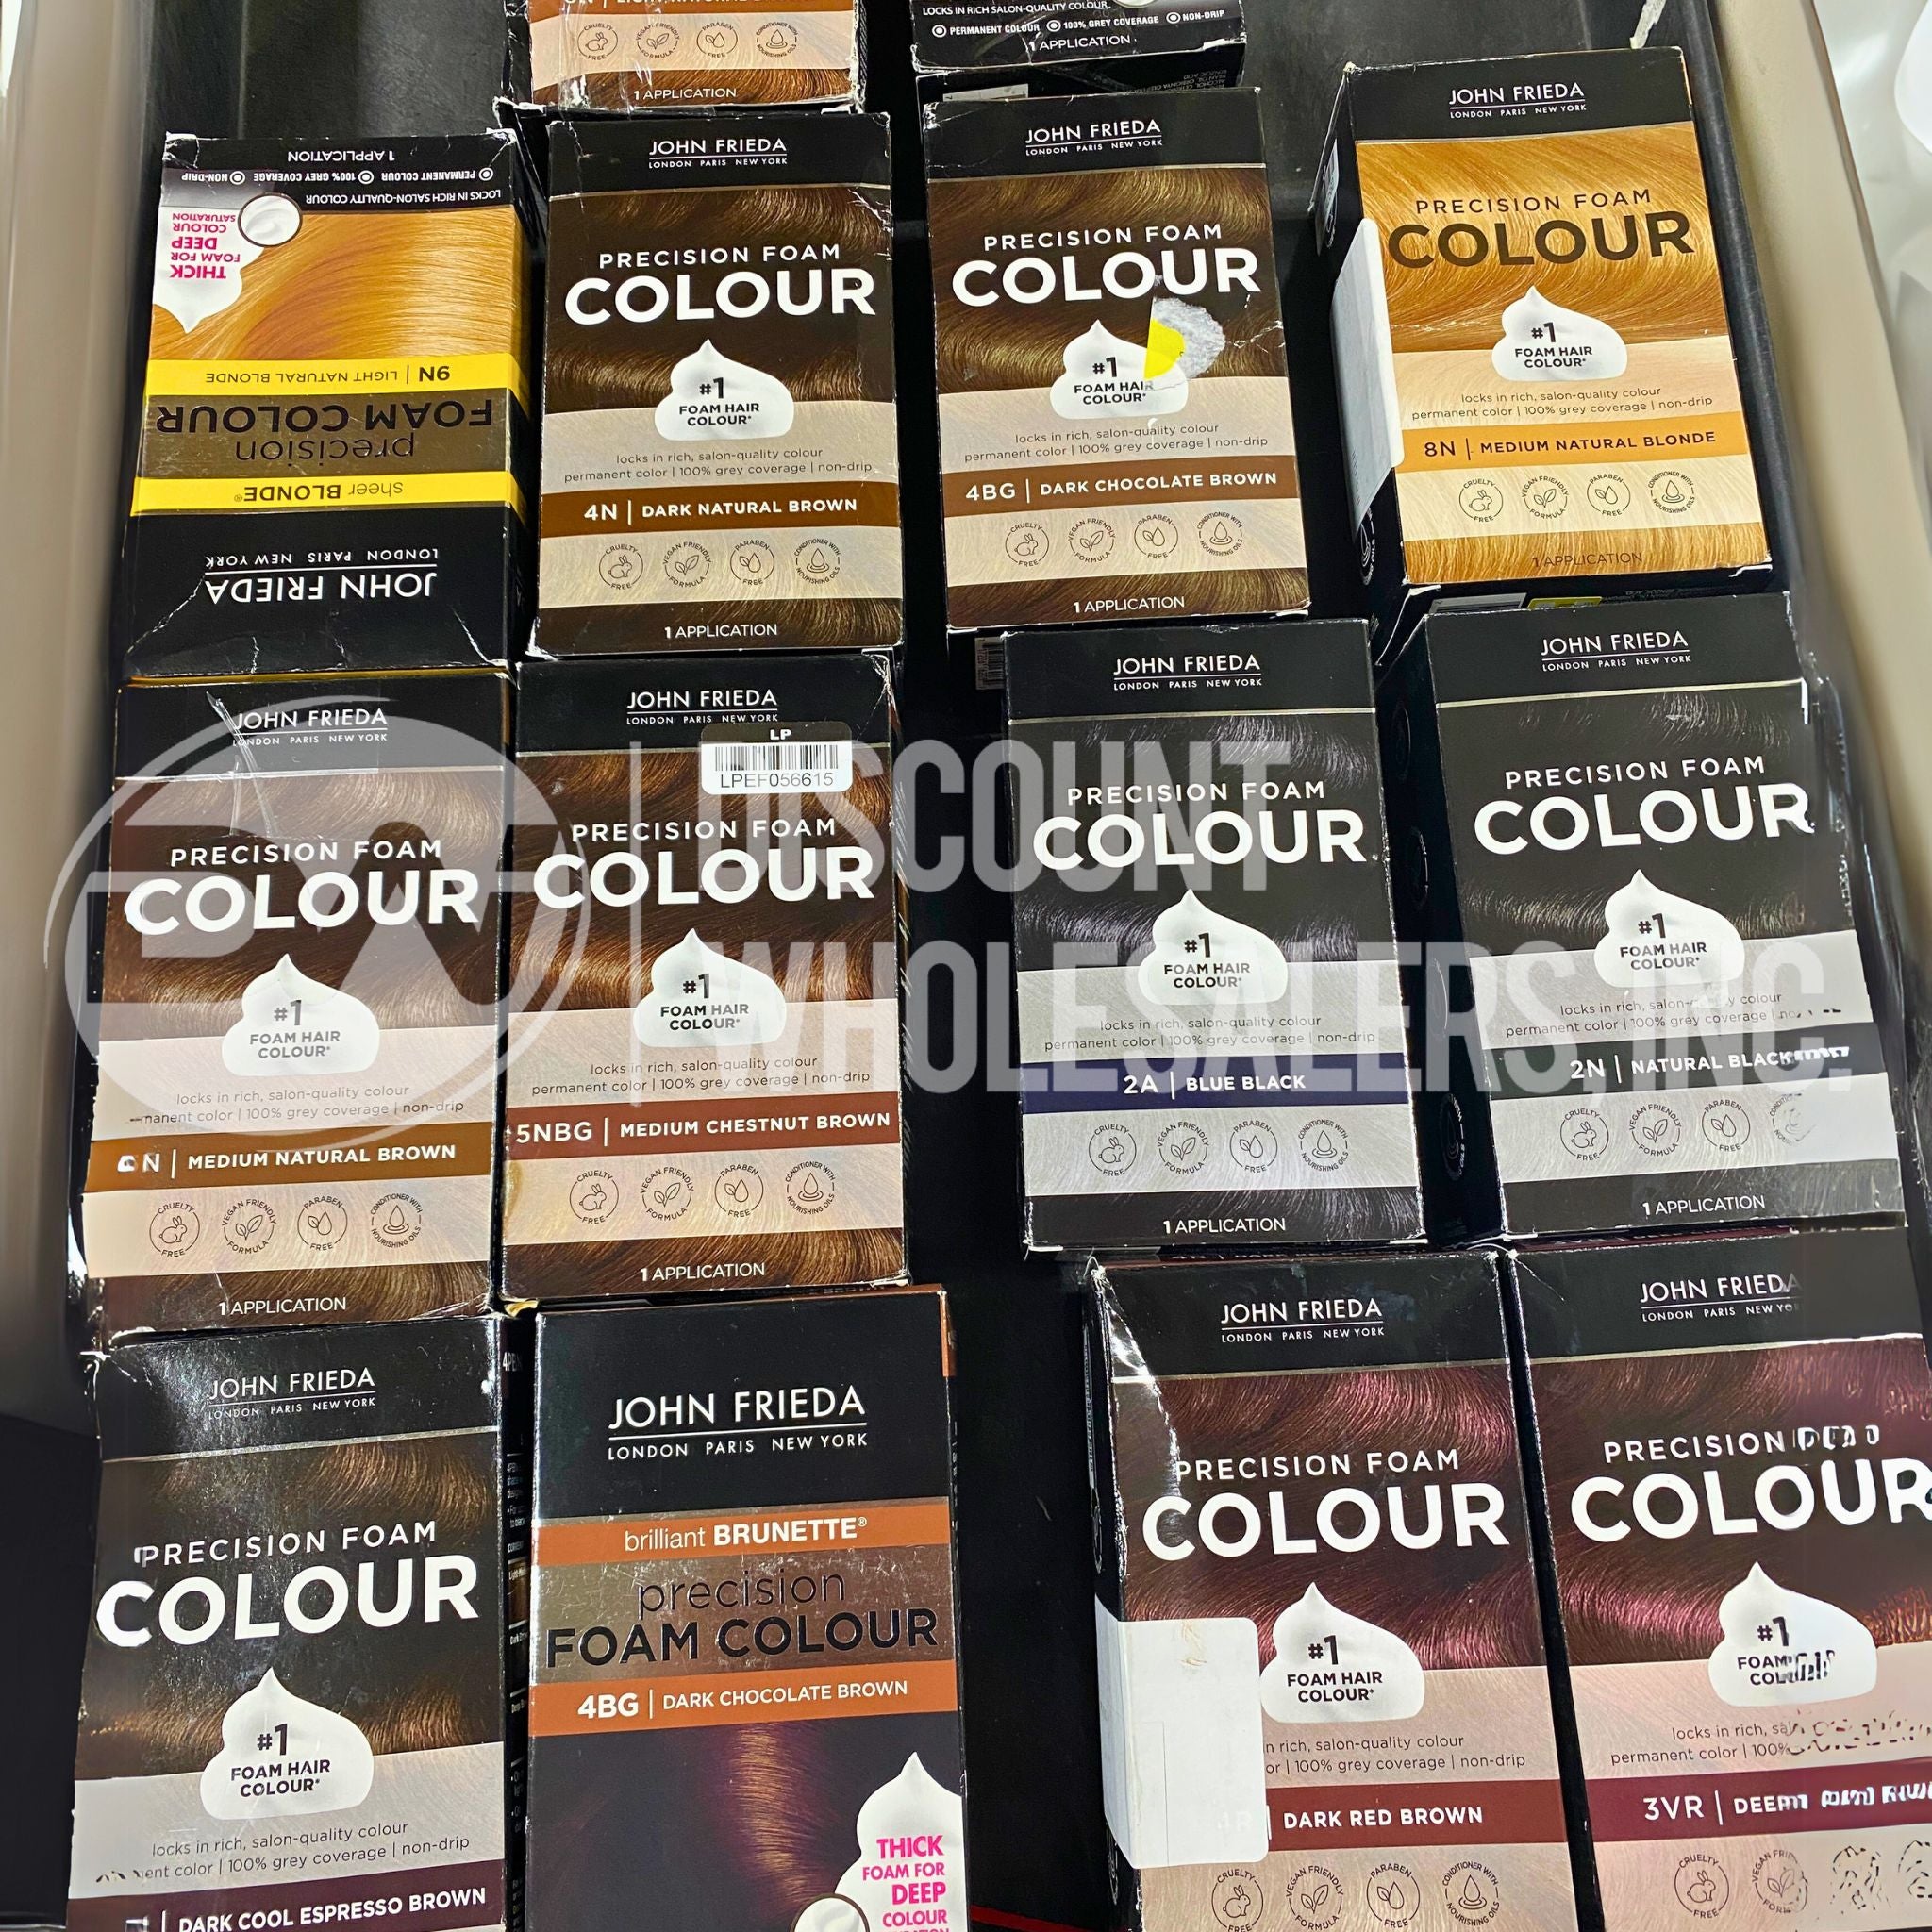 CRUELTY FREE
VEGAN FRIENDLY FORMULA
PARABEN FREE
CONDITIONER WITH NOURISHING OILS
1 APPLICATION
LOCKS IN RICH SALON-QUALITY COLOUR
PERMANENT COLOUR 100% GREY COVERAGE NON-DRIP
1 APPLICATION
JOHN FRIEDA
LONDON PARIS NEW YORK
sheer BLONDE®
precision
FOAM COLOUR
9N | LIGHT NATURAL BLONDE
THICK
FOAM FOR
DEEP
COLOUR
SATURATION
LOCKS IN RICH SALON-QUALITY COLOUR
PERMANENT COLOUR 100% GREY COVERAGE NON-DRIP
1 APPLICATION
JOHN FRIEDA
LONDON PARIS NEW YORK
PRECISION FOAM
COLOUR
#1
FOAM HAIR
COLOUR*
locks in rich, salon-quality colour
permanent color | 100% grey coverage | non-drip
4N | DARK NATURAL BROWN
CRUELTY FREE
VEGAN FRIENDLY FORMULA
PARABEN FREE
CONDITIONER WITH NOURISHING OILS
1 APPLICATION
JOHN FRIEDA
LONDON PARIS NEW YORK
PRECISION FOAM
COLOUR
#1
FOAM HAIR
COLOUR*
locks in rich, salon-quality colour
permanent color | 100% grey coverage | non-drip
4BG | DARK CHOCOLATE BROWN
CRUELTY FREE
VEGAN FRIENDLY FORMULA
PARABEN FREE
CONDITIONER WITH NOURISHING OILS
1 APPLICATION
JOHN FRIEDA
LONDON PARIS NEW YORK
PRECISION FOAM
COLOUR
#1
FOAM HAIR
COLOUR*
locks in rich, salon-quality colour
permanent color | 100% grey coverage | non-drip
8N | MEDIUM NATURAL BLONDE
CRUELTY FREE
VEGAN FRIENDLY FORMULA
PARABEN FREE
CONDITIONER WITH NOURISHING OILS
1 APPLICATION
JOHN FRIEDA
LONDON PARIS NEW YORK
PRECISION FOAM
COLOUR
#1
FOAM HAIR
COLOUR*
locks in rich, salon-quality colour
color | 100% grey coverage | non-drip
N | MEDIUM NATURAL BROWN
CRUELTY FREE
VEGAN FRIENDLY FORMULA
PARABEN FREE
CONDITIONER WITH NOURISHING OILS
1 APPLICATION
JOHN FRIEDA
LONDON PARIS NEW YORK
LP
LPEF056615
PRECISION FOAM
COLOUR
#1
FOAM HAIR
COLOUR*
locks in rich, salon-quality colour
permanent color | 100% grey coverage | non-drip
5NBG | MEDIUM CHESTNUT BROWN
CRUELTY FREE
VEGAN FRIENDLY FORMULA
PARABEN FREE
CONDITIONER WITH NOURISHING OILS
1 APPLICATION
JOHN FRIEDA
LONDON PARIS NEW YORK
PRECISION FOAM
COLOUR
#1
FOAM HAIR
COLOUR*
locks in rich, salon-quality colour
permanent color | 100% grey coverage | non-drip
2A | BLUE BLACK
CRUELTY FREE
VEGAN FRIENDLY FORMULA
PARABEN FREE
CONDITIONER WITH NOURISHING OILS
1 APPLICATION
JOHN FRIEDA
LONDON PARIS NEW YORK
PRECISION FOAM
COLOUR
#1
FOAM HAIR
COLOUR*
locks in rich, colour
permanent color | 100% grey coverage
2N | NATURAL BLACK
CRUELTY FREE
VEGAN FRIENDLY FORMULA
PARABEN FREE
1 APPLICATION
DISCOUNT
WHOLESALERS, INC.
JOHN FRIEDA
LONDON PARIS NEW YORK
PRECISION FOAM
COLOUR
#1
FOAM HAIR
COLOUR*
locks in rich, salon-quality colour
color | 100% grey coverage | non-drip
DARK COOL ESPRESSO BROWN
JOHN FRIEDA
LONDON PARIS NEW YORK
brilliant BRUNETTE®
precision
FOAM COLOUR
4BG | DARK CHOCOLATE BROWN
THICK
FOAM FOR
DEEP
COLOUR
JOHN FRIEDA
LONDON PARIS NEW YORK
PRECISION FOAM
COLOUR
#1
FOAM HAIR
COLOUR*
in rich, salon-quality colour
| 100% grey coverage | non-drip
DARK RED BROWN
CRUELTY FREE
VEGAN FRIENDLY FORMULA
PARABEN FREE
CONDITIONER WITH NOURISHING OILS
JOHN FRIEDA
LONDON PARIS NEW
PRECISION
COLOUR
#1
FOAM
locks in rich,
permanent color | 100%
3VR |
CRUELTY FREE